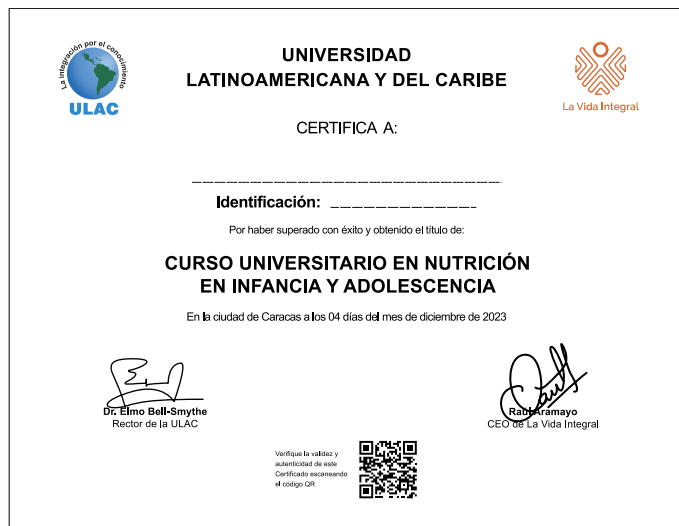 La integración por el conocimiento
ULAC
UNIVERSIDAD
LATINOAMERICANA Y DEL CARIBE
La Vida Integral
CERTIFICA A:
Identificación:
Por haber superado con éxito y obtenido el título de:
CURSO UNIVERSITARIO EN NUTRICIÓN
EN INFANCIA Y ADOLESCENCIA
En la ciudad de Caracas a los 04 días del mes de diciembre de 2023
Dr. Elmo Bell-Smythe
Rector de la ULAC
Raúl Aramayo
CEO de La Vida Integral
Verifique la validez y
autenticidad de este
Certificado escaneando
el código QR